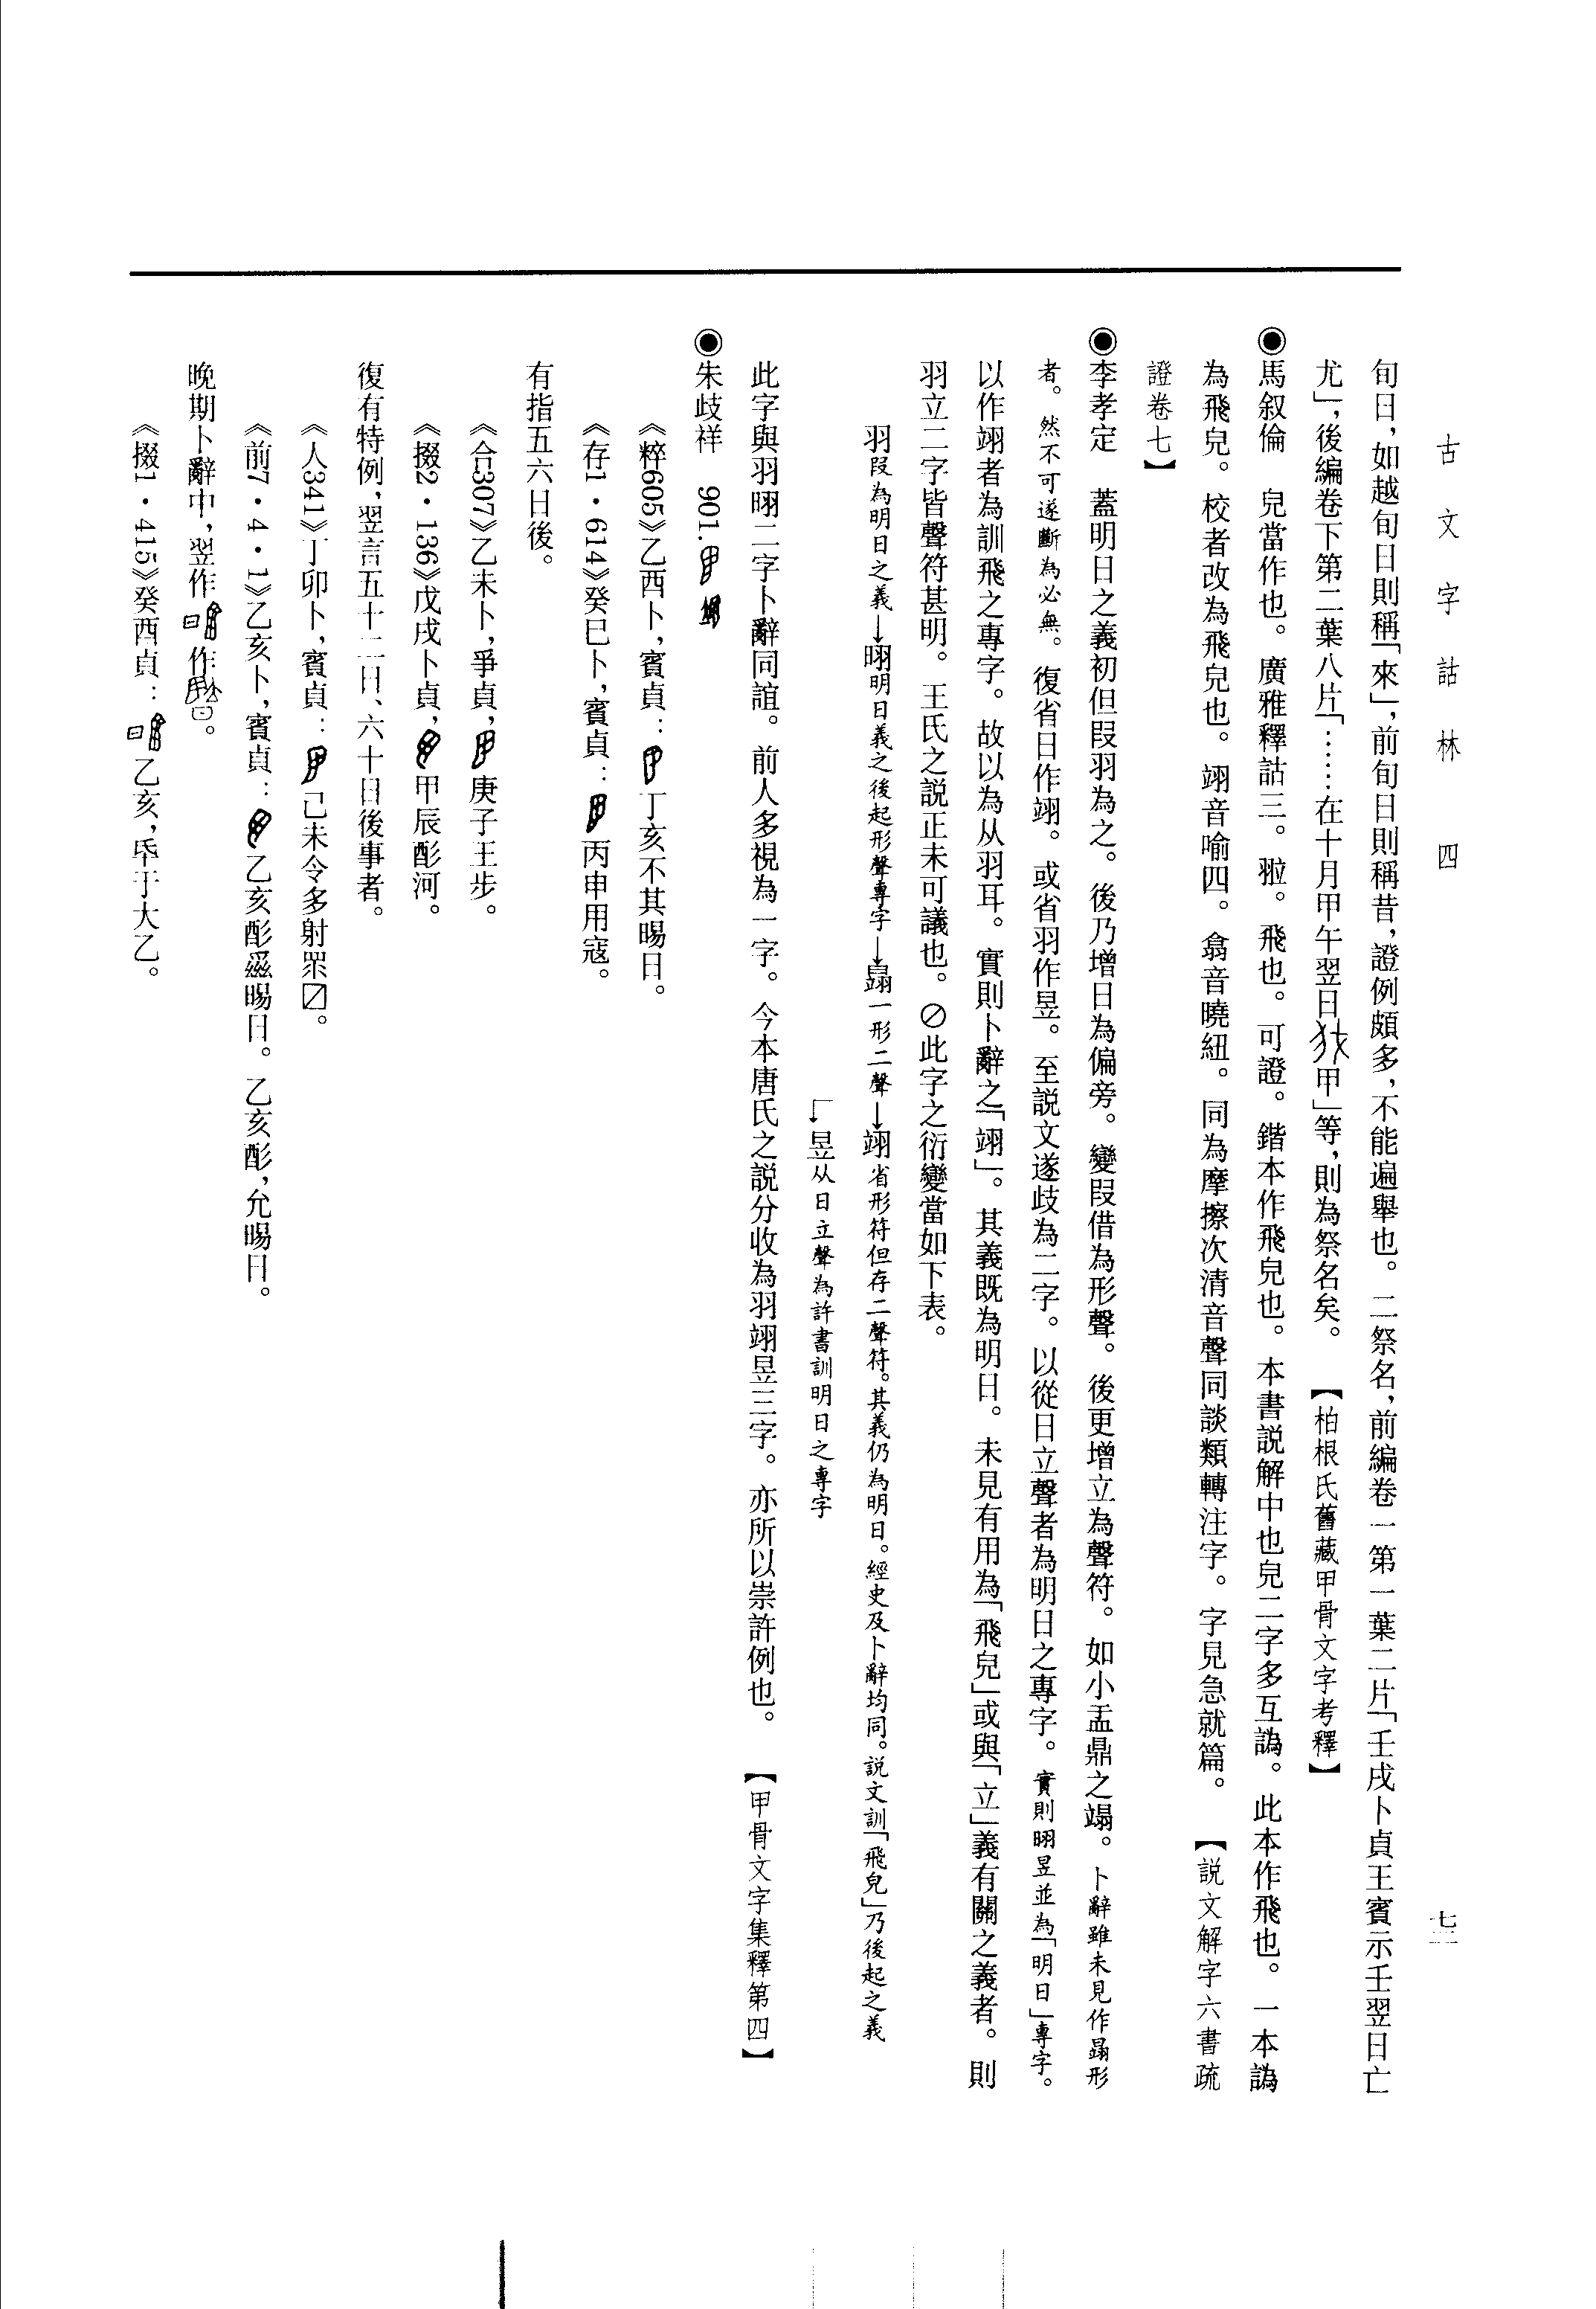 古文字詁林 四
七二
旬日，如越旬日則稱「來」，前旬日則稱昔，證例頗多，不能遍舉也。二祭名，前編卷一第一葉二片「壬戌卜貞王賓示壬翌日亡
尤」，後編卷下第二葉八片「……在十月甲午翌日甲」等，則為祭名矣。 【柏根氏舊藏甲骨文字考釋】
◉馬叙倫 皃當作也。廣雅釋詁三。翋。飛也。可證。鍇本作飛皃也。本書說解中也皃二字多互譌。此本作飛也。一本譌
為飛皃。校者改為飛皃也。翊音喻四。翕音曉紐。同為摩擦次清音聲同談類轉注字。字見急就篇。 【說文解字六書疏
證卷七】
◉李孝定 蓋明日之義初但叚羽為之。後乃增日為偏旁。變叚借為形聲。後更增立為聲符。如小盂鼎之。卜辭雖未見作形
者。然不可遂斷為必無。復省日作翊。或省羽作昱。至說文遂歧為二字。以從日立聲者為明日之專字。實則昱並為「明日」專字。
以作翊者為訓飛之專字。故以為从羽耳。實則卜辭之「翊」。其義既為明日。未見有用為「飛皃」或與「立」義有關之義者。則
羽立二字皆聲符甚明。王氏之說正未可議也。⊘此字之衍變當如下表。
羽叚為明日之義→明日義之後起形聲專字→一形二聲→翊省形符但存二聲符。其義仍為明日。經史及卜辭均同。說文訓「飛皃」乃後起之義
昱从日立聲為許書訓明日之專字
此字與羽二字卜辭同誼。前人多視為一字。今本唐氏之說分收為羽翊昱三字。亦所以崇許例也。 【甲骨文字集釋第四】
◉朱歧祥 901.
《粹605》乙酉卜，賓貞：丁亥不其晹日。
《存1·614》癸巳卜，賓貞：丙申用寇。
有指五六日後。
《合307》乙未卜，爭貞，庚子王步。
《掇2·136》戊戌卜貞，甲辰酌河。
復有特例，翌言五十二日、六十日後事者。
《人341》丁卯卜，賓貞：己未令多射眔〼。
《前7·4·1》乙亥卜，賓貞：乙亥酌晹日。乙亥酌，允晹日。
晚期卜辭中，翌作作。
《掇1·415》癸酉貞：乙亥，于大乙。